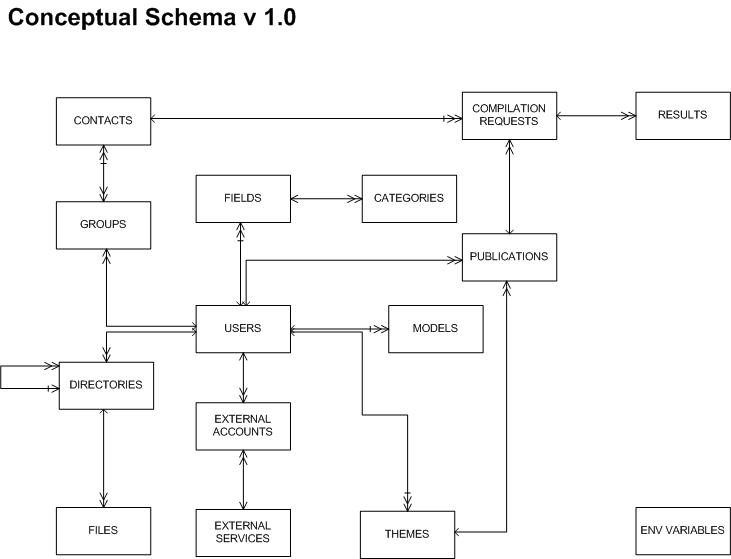 Conceptual Schema v 1.0
CONTACTS
COMPILATION
REQUESTS
RESULTS
FIELDS
CATEGORIES
GROUPS
PUBLICATIONS
USERS
MODELS
DIRECTORIES
EXTERNAL
ACCOUNTS
FILES
EXTERNAL
SERVICES
THEMES
ENV VARIABLES